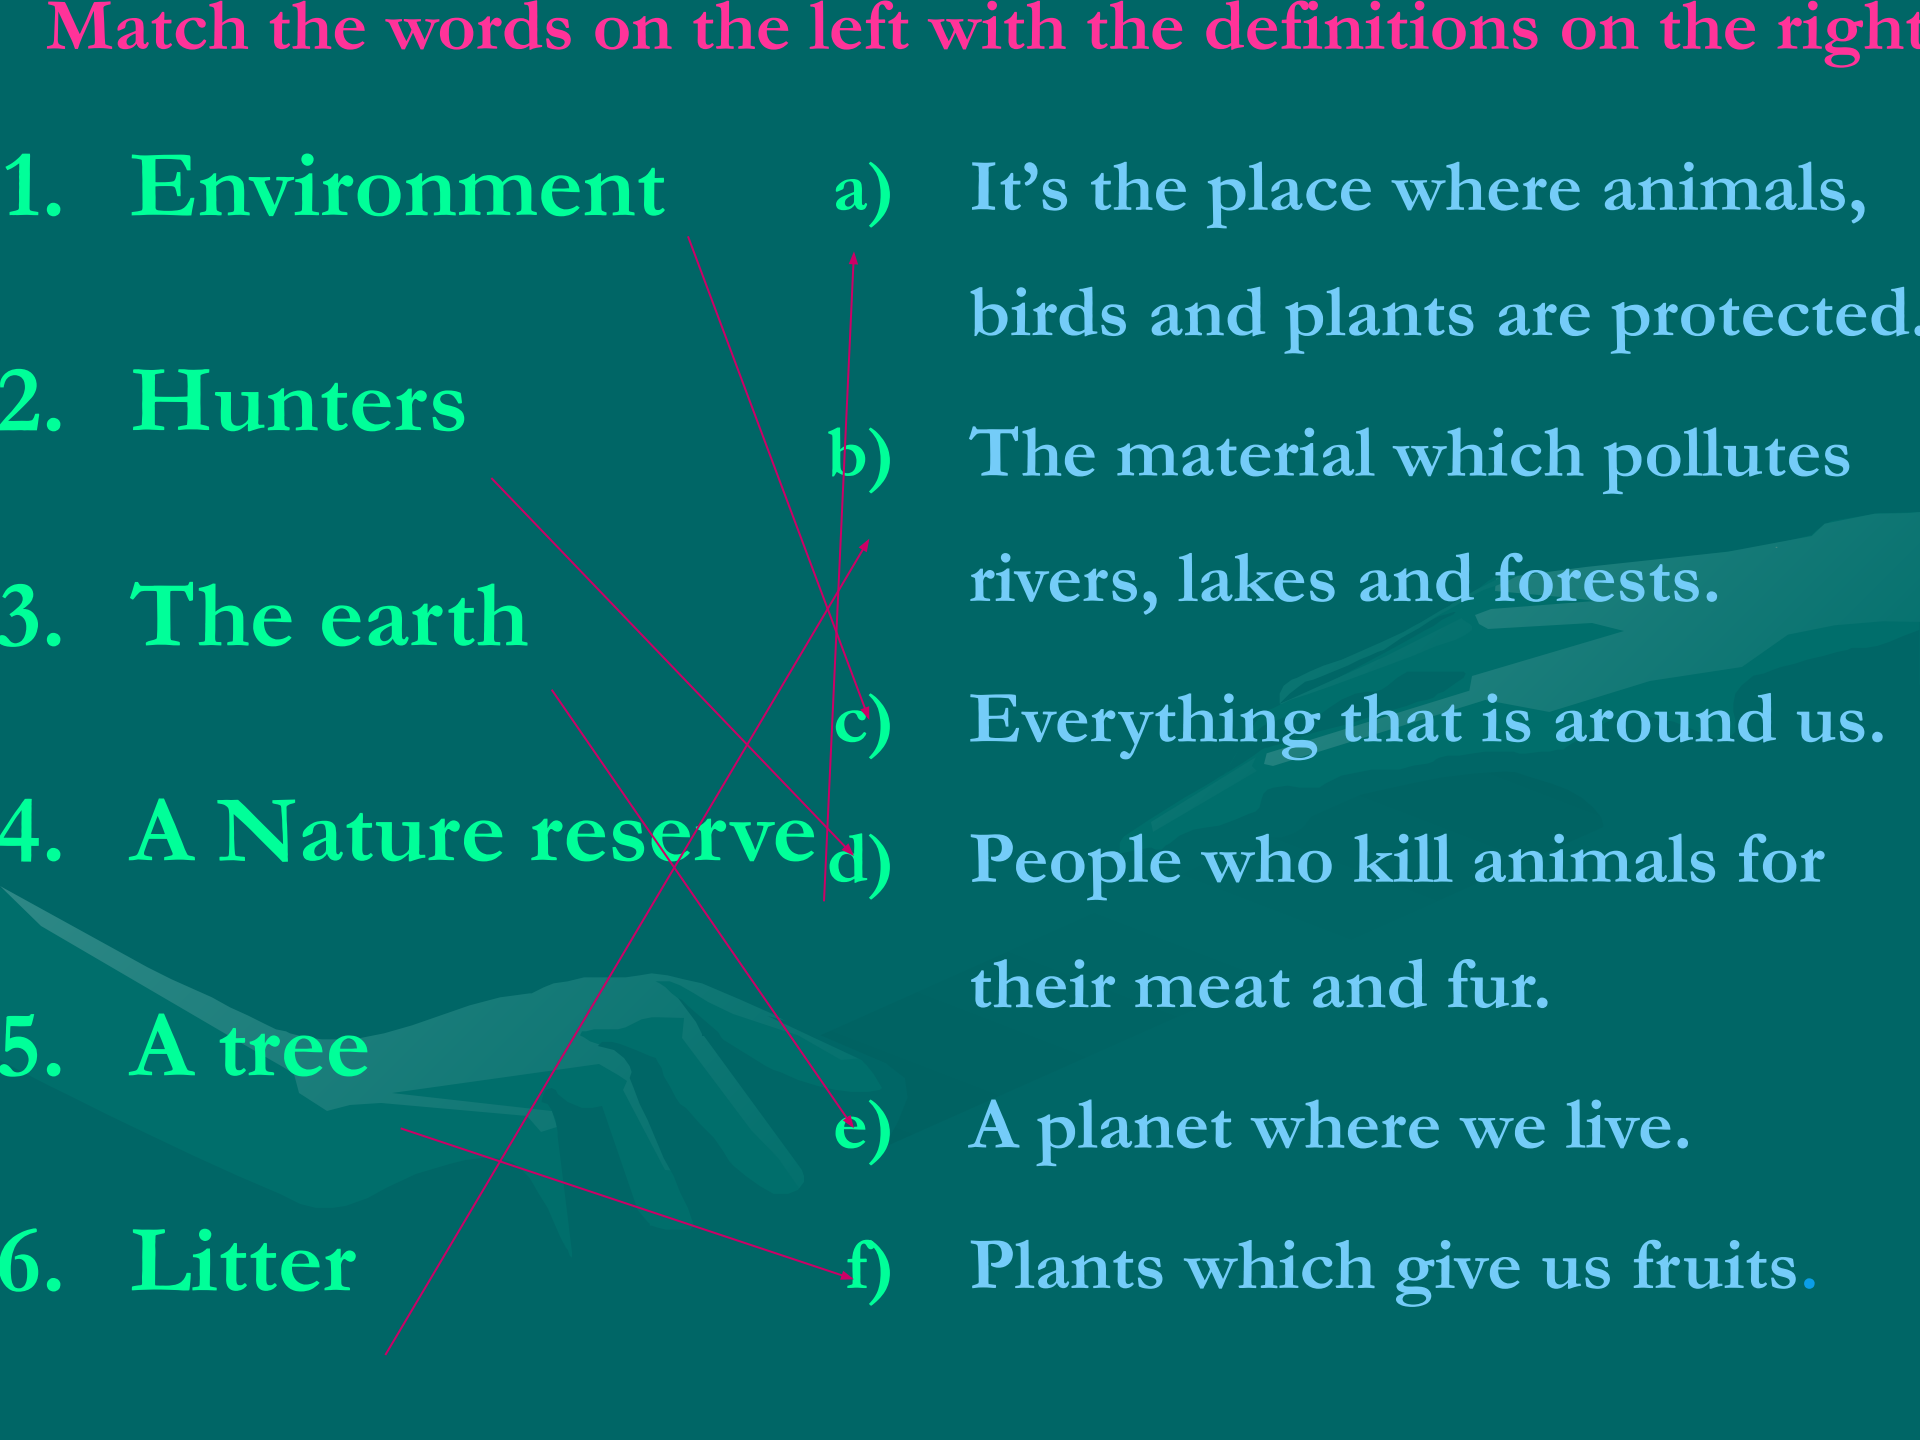 Match the words on the left with the definitions on the right
1. Environment
2. Hunters
3. The earth
4. A Nature reserve
5. A tree
6. Litter
a) It’s the place where animals,
birds and plants are protected.
b) The material which pollutes
rivers, lakes and forests.
c) Everything that is around us.
d) People who kill animals for
their meat and fur.
e) A planet where we live.
f) Plants which give us fruits.